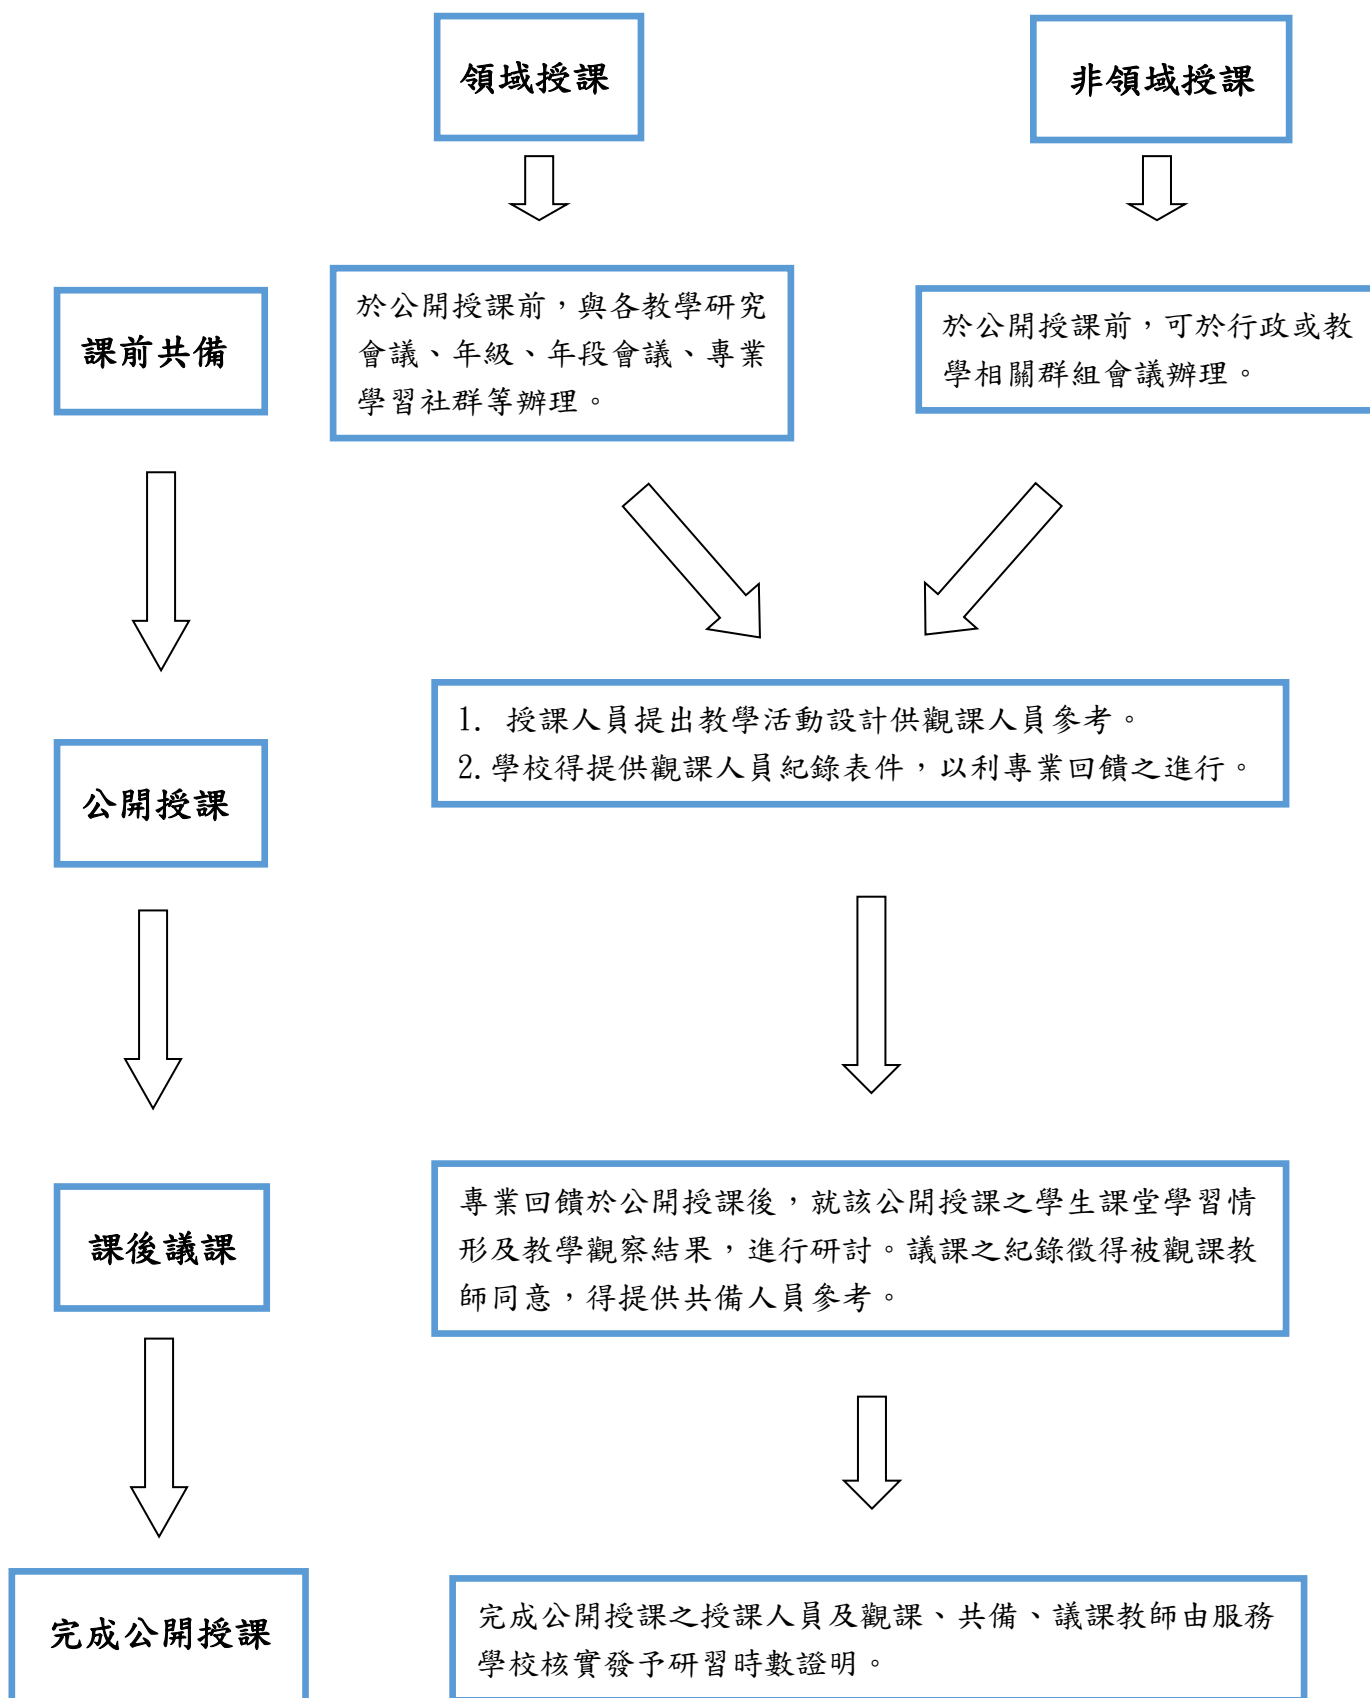 領域授課
非領域授課
課前共備
於公開授課前，與各教學研究
會議、年級、年段會議、專業
學習社群等辦理。
於公開授課前，可於行政或教
學相關群組會議辦理。
公開授課
1. 授課人員提出教學活動設計供觀課人員參考。
2.學校得提供觀課人員紀錄表件，以利專業回饋之進行。
課後議課
專業回饋於公開授課後，就該公開授課之學生課堂學習情
形及教學觀察結果，進行研討。議課之紀錄徵得被觀課教
師同意，得提供共備人員參考。
完成公開授課
完成公開授課之授課人員及觀課、共備、議課教師由服務
學校核實發予研習時數證明。